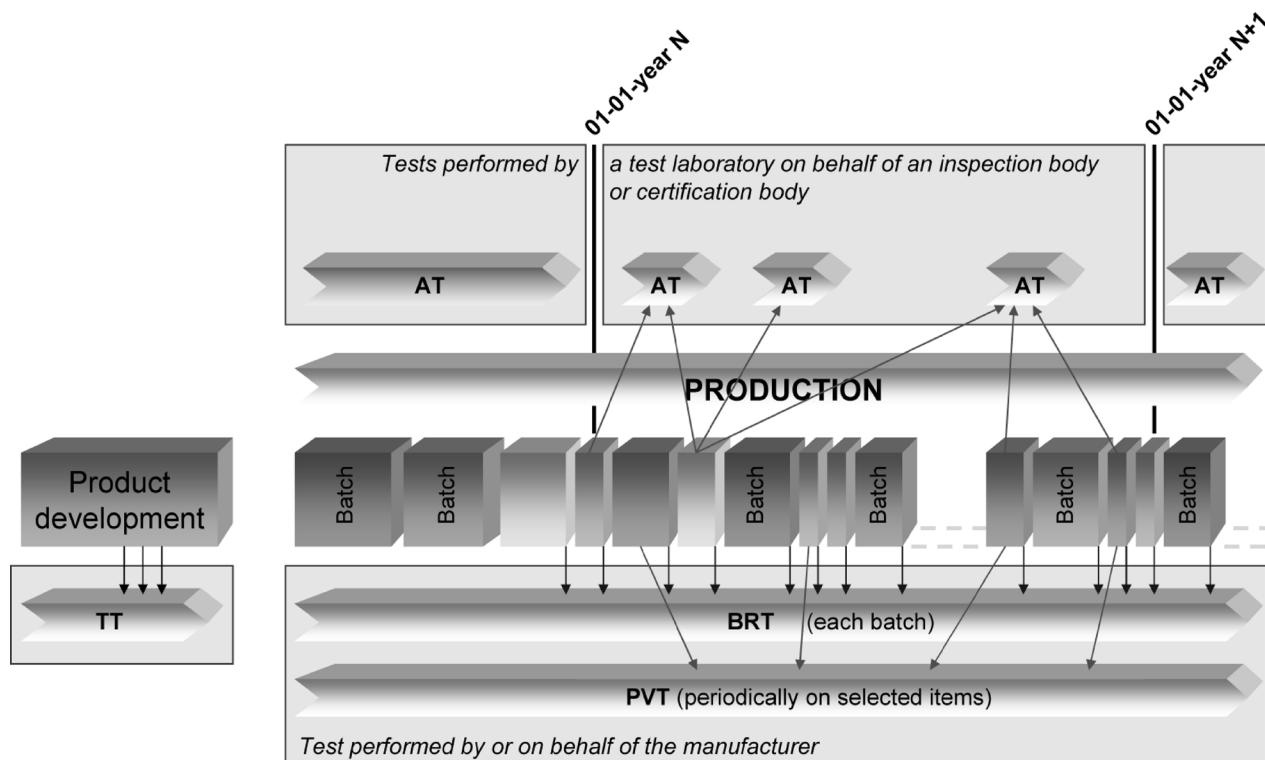 01-01-year N
01-01-year N+1
Tests performed by
a test laboratory on behalf of an inspection body
or certification body
AT
AT
AT
AT
AT
PRODUCTION
Product
development
Batch
Batch
Batch
Batch
Batch
Batch
TT
BRT (each batch)
PVT (periodically on selected items)
Test performed by or on behalf of the manufacturer